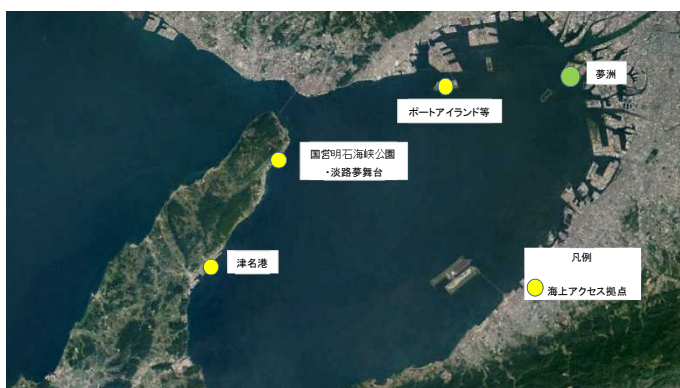 夢洲
ポートアイランド等
国営明石海峡公園
・淡路夢舞台
津名港
凡例
海上アクセス拠点